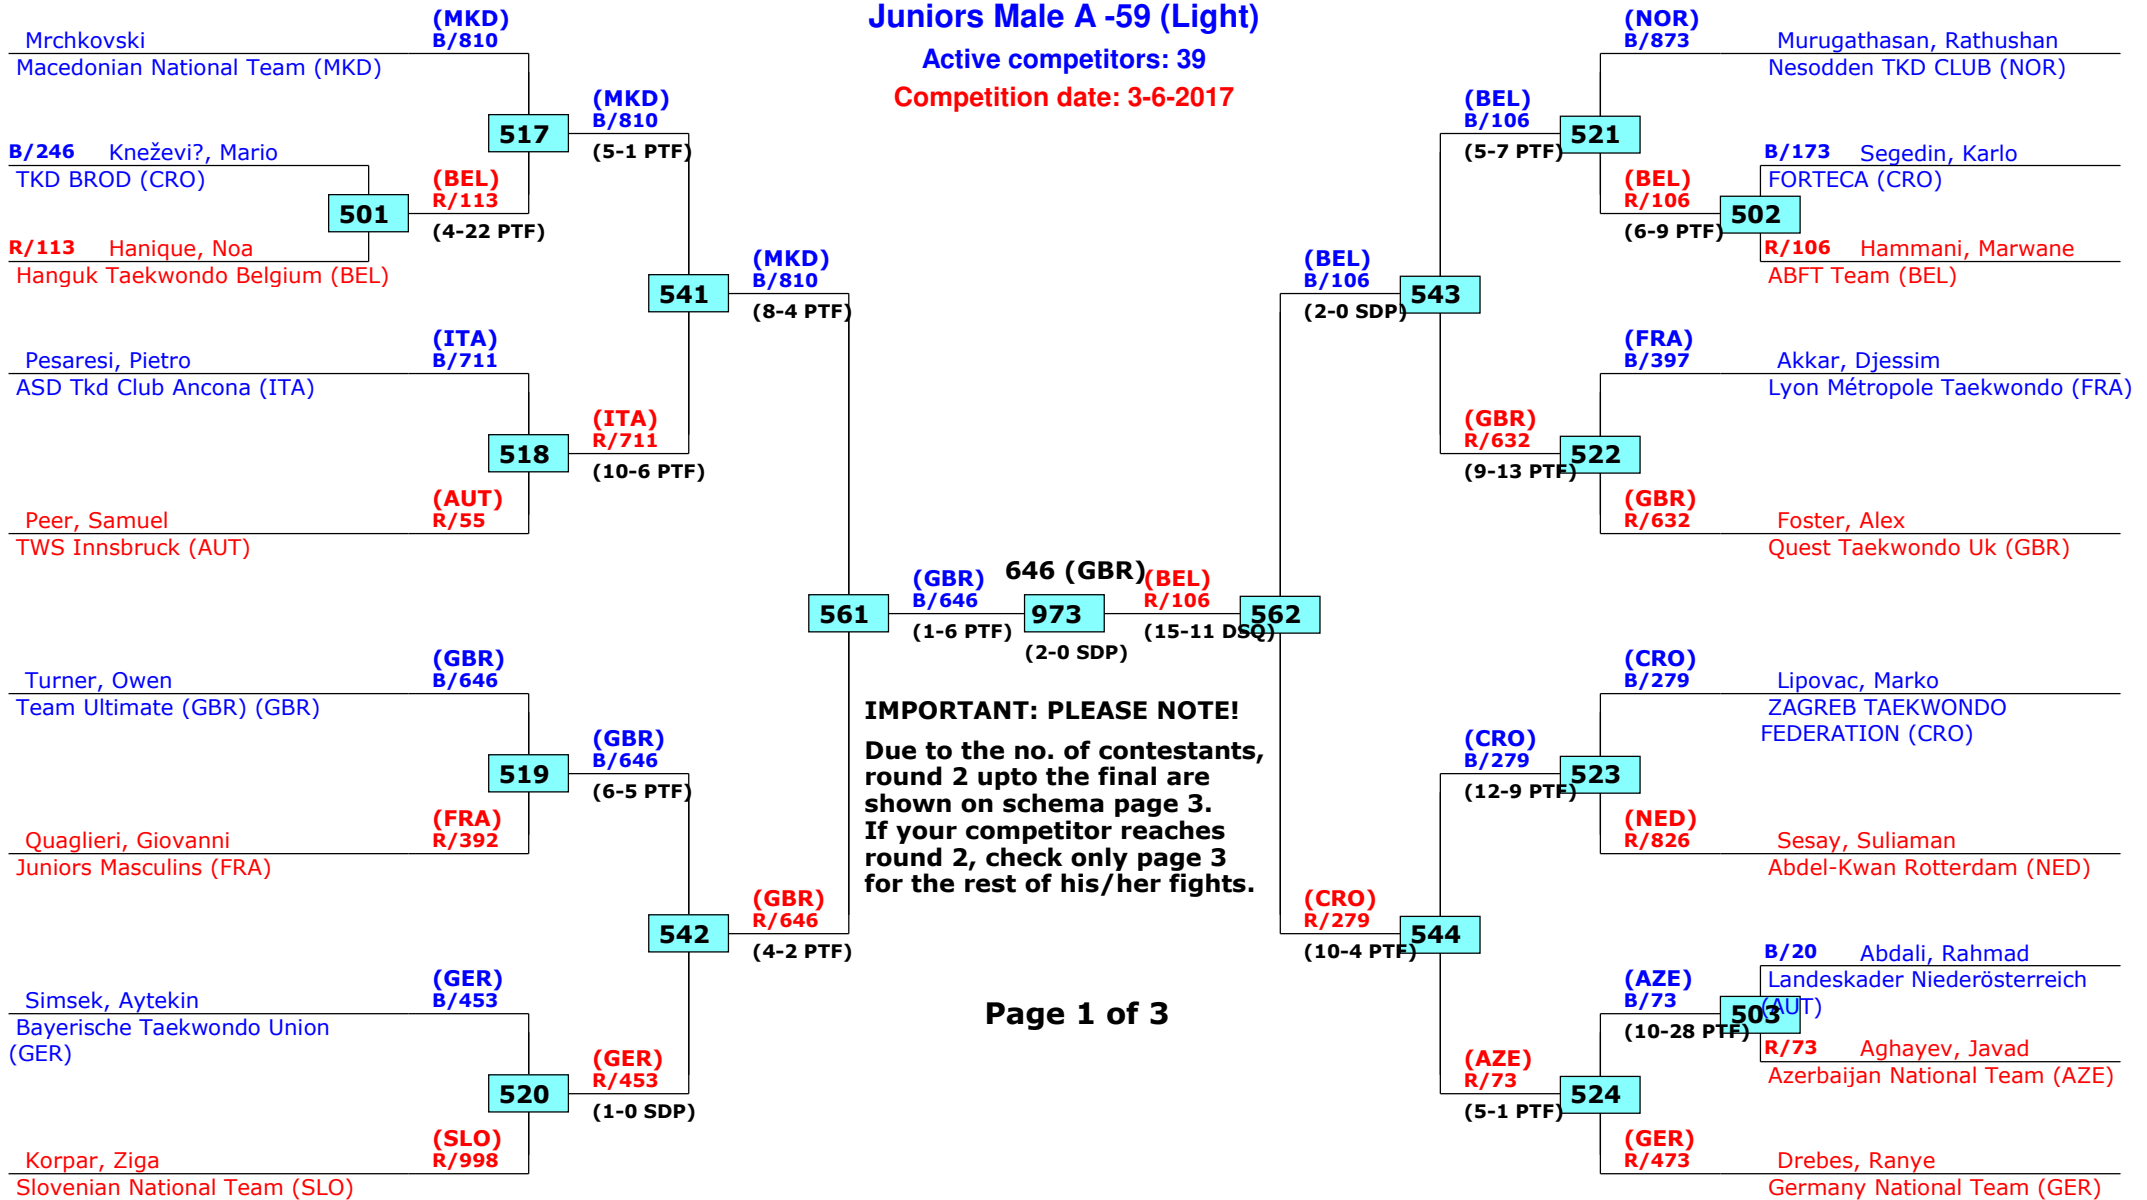 Juniors Male A -59 (Light)
Active competitors: 39
Competition date: 3-6-2017
(MKD)
B/810
Mrchkovski
Macedonian National Team (MKD)
517
(MKD)
B/810
(5-1 PTF)
B/246 Kneževi?, Mario
TKD BROD (CRO)
501
(BEL)
R/113
(4-22 PTF)
R/113 Hanique, Noa
Hanguk Taekwondo Belgium (BEL)
541
(MKD)
B/810
(8-4 PTF)
(ITA)
B/711
Pesaresi, Pietro
ASD Tkd Club Ancona (ITA)
518
(ITA)
R/711
(10-6 PTF)
(AUT)
R/55
Peer, Samuel
TWS Innsbruck (AUT)
561
(GBR)
B/646
(1-6 PTF)
646 (GBR)
973
(2-0 SDP)
(BEL)
R/106
(15-11 DSQ)
562
(GBR)
B/646
Turner, Owen
Team Ultimate (GBR) (GBR)
519
(GBR)
B/646
(6-5 PTF)
(FRA)
R/392
Quaglieri, Giovanni
Juniors Masculins (FRA)
542
(GBR)
R/646
(4-2 PTF)
(GER)
B/453
Simsek, Aytekin
Bayerische Taekwondo Union
(GER)
520
(GER)
R/453
(1-0 SDP)
(SLO)
R/998
Korpar, Ziga
Slovenian National Team (SLO)
IMPORTANT: PLEASE NOTE!
Due to the no. of contestants,
round 2 upto the final are
shown on schema page 3.
If your competitor reaches
round 2, check only page 3
for the rest of his/her fights.
Page 1 of 3
(NOR)
B/873
Murugathasan, Rathushan
Nesodden TKD CLUB (NOR)
(BEL)
B/106
(5-7 PTF)
521
B/173 Segedin, Karlo
FORTECA (CRO)
(BEL)
R/106
(6-9 PTF)
502
R/106 Hammani, Marwane
ABFT Team (BEL)
(BEL)
B/106
(2-0 SDP)
543
(FRA)
B/397
Akkar, Djessim
Lyon Métropole Taekwondo (FRA)
(GBR)
R/632
(9-13 PTF)
522
(GBR)
R/632
Foster, Alex
Quest Taekwondo Uk (GBR)
(CRO)
B/279
Lipovac, Marko
ZAGREB TAEKWONDO
FEDERATION (CRO)
(CRO)
B/279
(12-9 PTF)
523
(NED)
R/826
Sesay, Suliaman
Abdel-Kwan Rotterdam (NED)
(CRO)
R/279
(10-4 PTF)
544
B/20 Abdali, Rahmad
Landeskader Niederösterreich
(AUT)
(AZE)
B/73
(10-28 PTF)
503
R/73 Aghayev, Javad
Azerbaijan National Team (AZE)
(AZE)
R/73
(5-1 PTF)
524
(GER)
R/473
Drebes, Ranye
Germany National Team (GER)